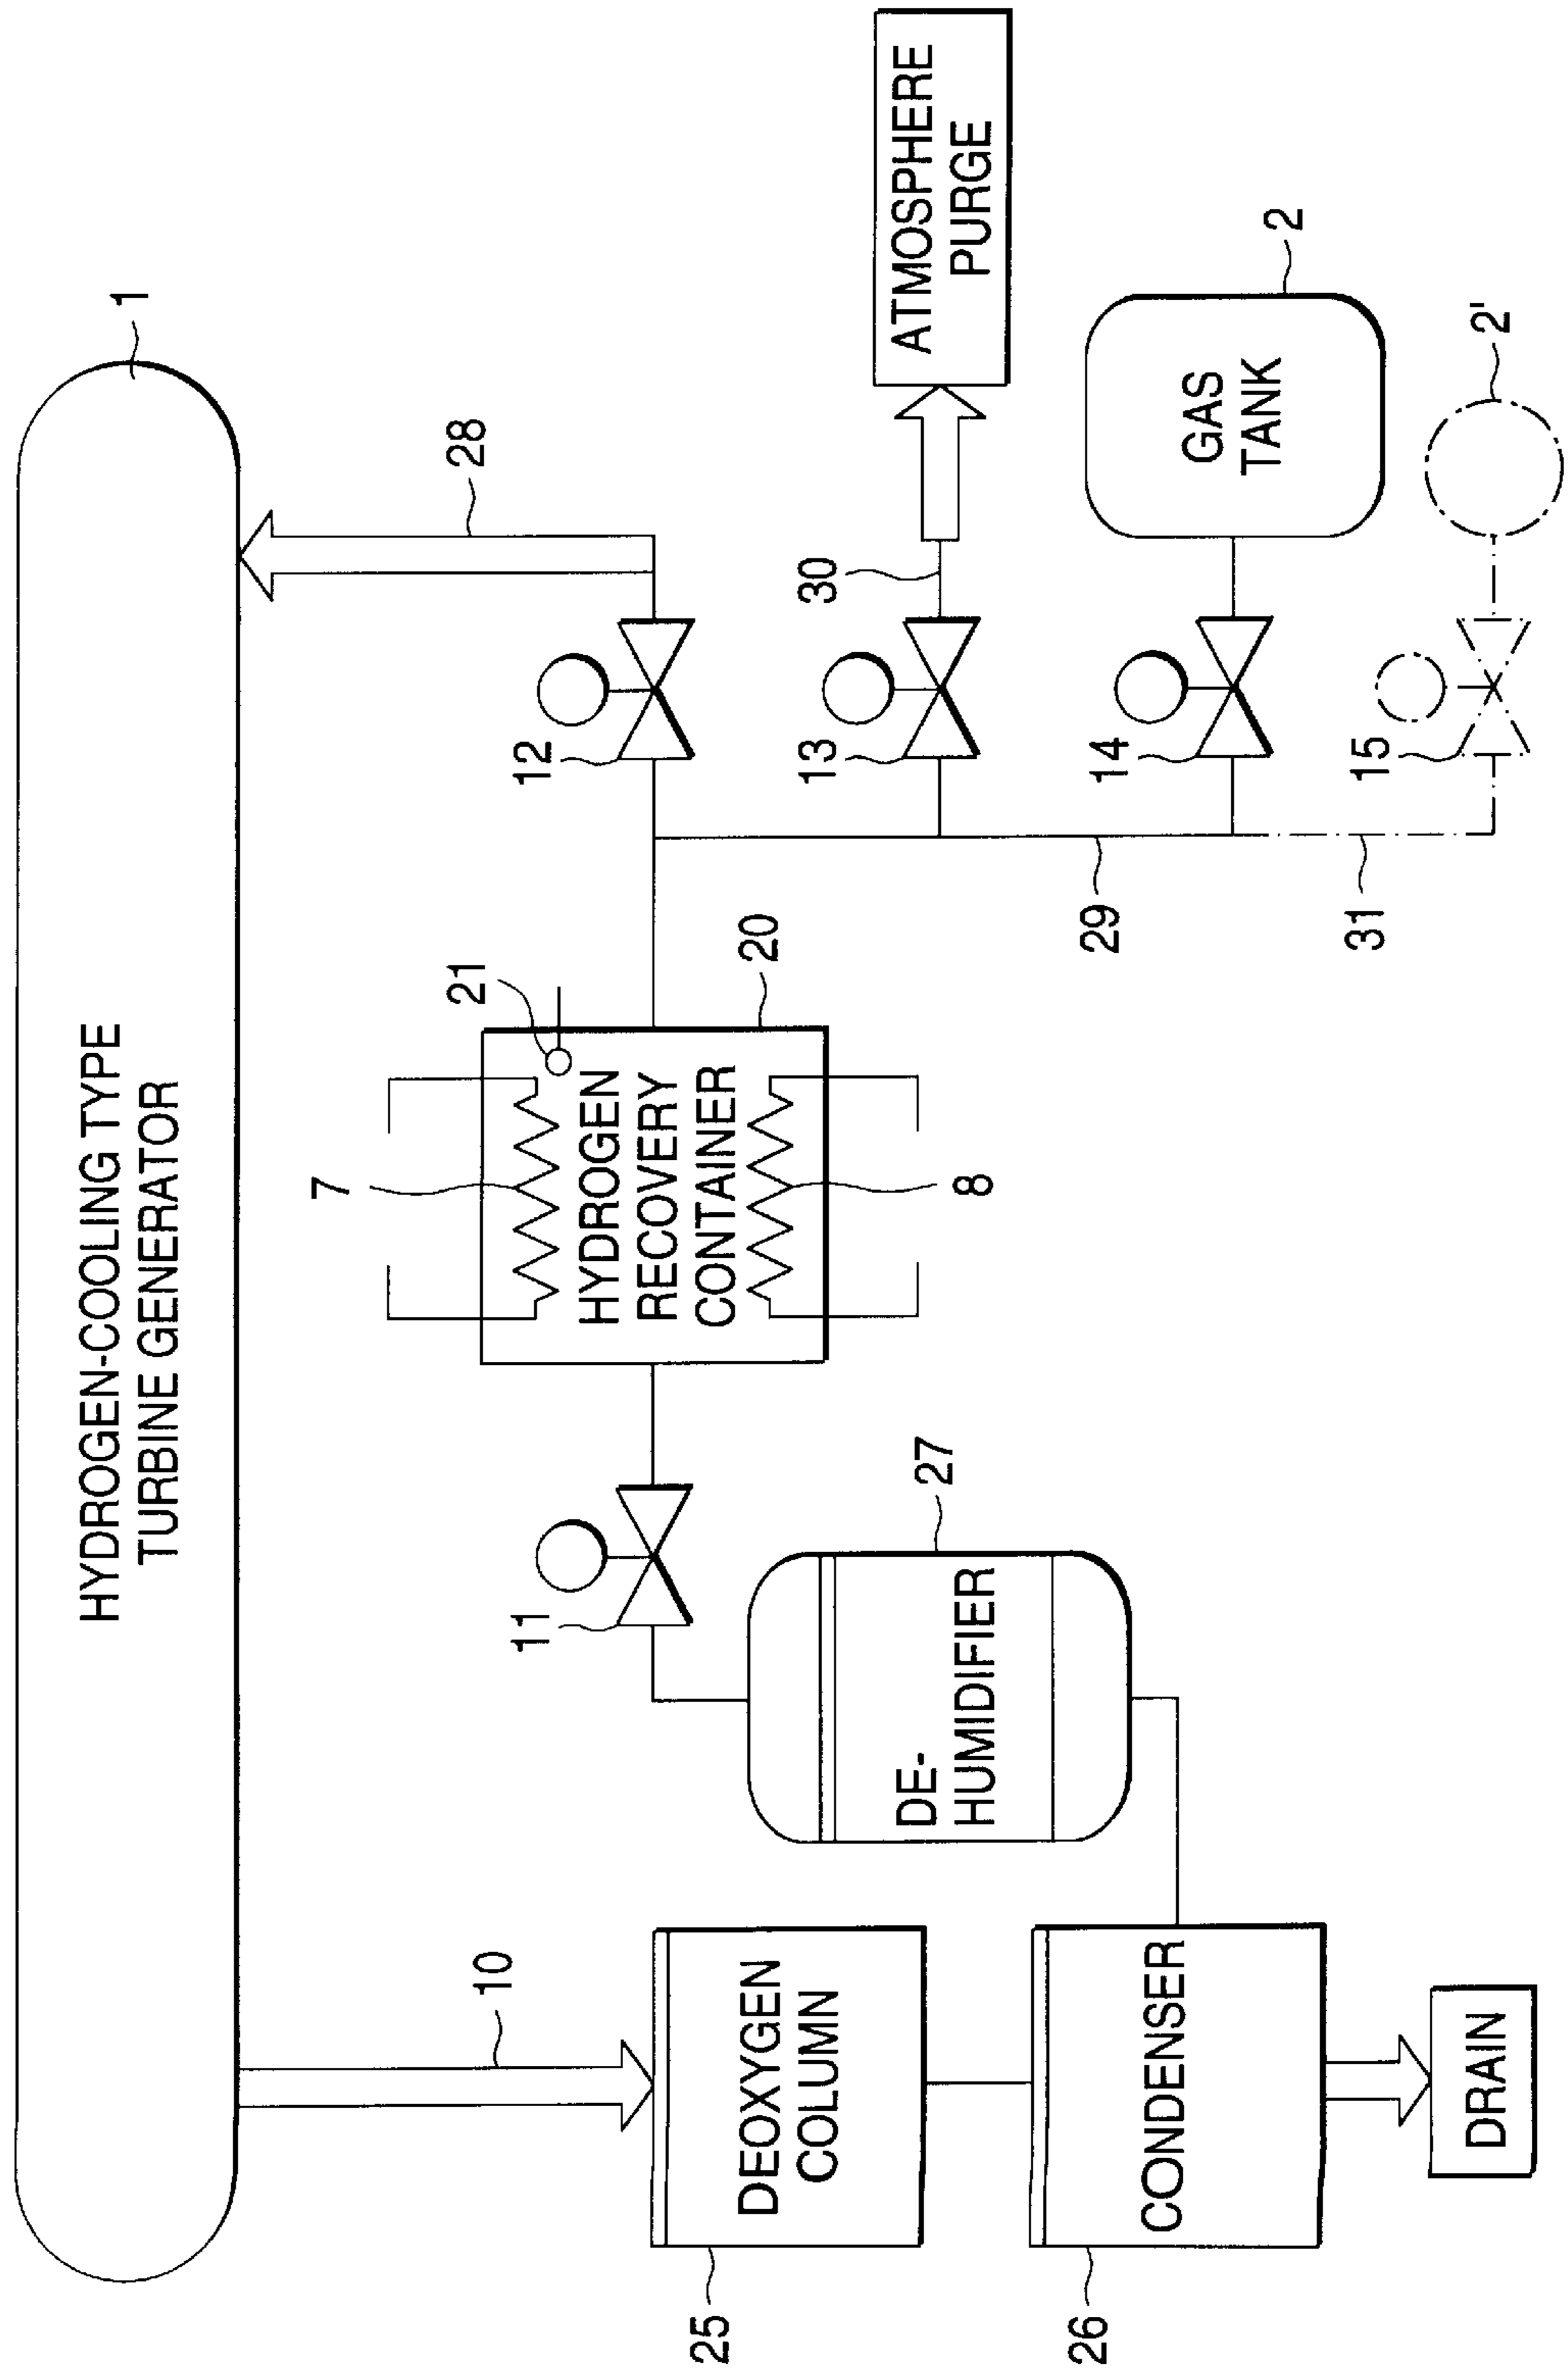 HYDROGEN-COOLING TYPE
TURBINE GENERATOR
1
10
28
25
DEOXYGEN
COLUMN
26
CONDENSER
DRAIN
DE-
HUMIDIFIER
27
11
7
21
HYDROGEN
RECOVERY
CONTAINER
20
8
12
13
30
ATMOSPHERE
PURGE
14
29
GAS
TANK
2
15
31
2'